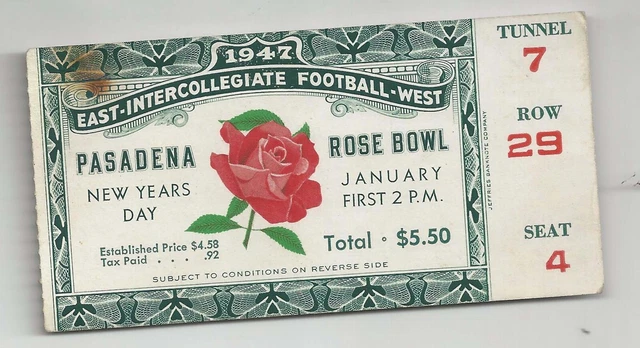 1947
EAST-INTERCOLLEGIATE FOOTBALL-WEST
PASADENA
NEW YEARS
DAY
ROSE BOWL
JANUARY
FIRST 2 P.M.
Established Price $4.58
Tax Paid . . . . .92
Total • $5.50
SUBJECT TO CONDITIONS ON REVERSE SIDE
JEFFRIES BANKNOTE COMPANY
TUNNEL
7
ROW
29
SEAT
4